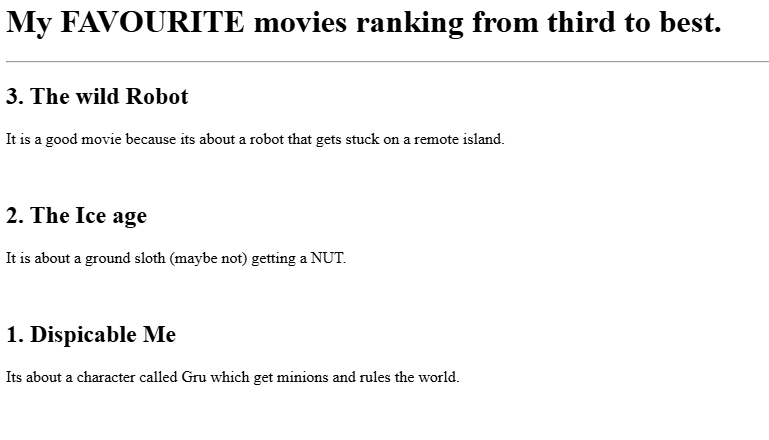 My FAVOURITE movies ranking from third to best.
3. The wild Robot
It is a good movie because its about a robot that gets stuck on a remote island.
2. The Ice age
It is about a ground sloth (maybe not) getting a NUT.
1. Dispicable Me
Its about a character called Gru which get minions and rules the world.